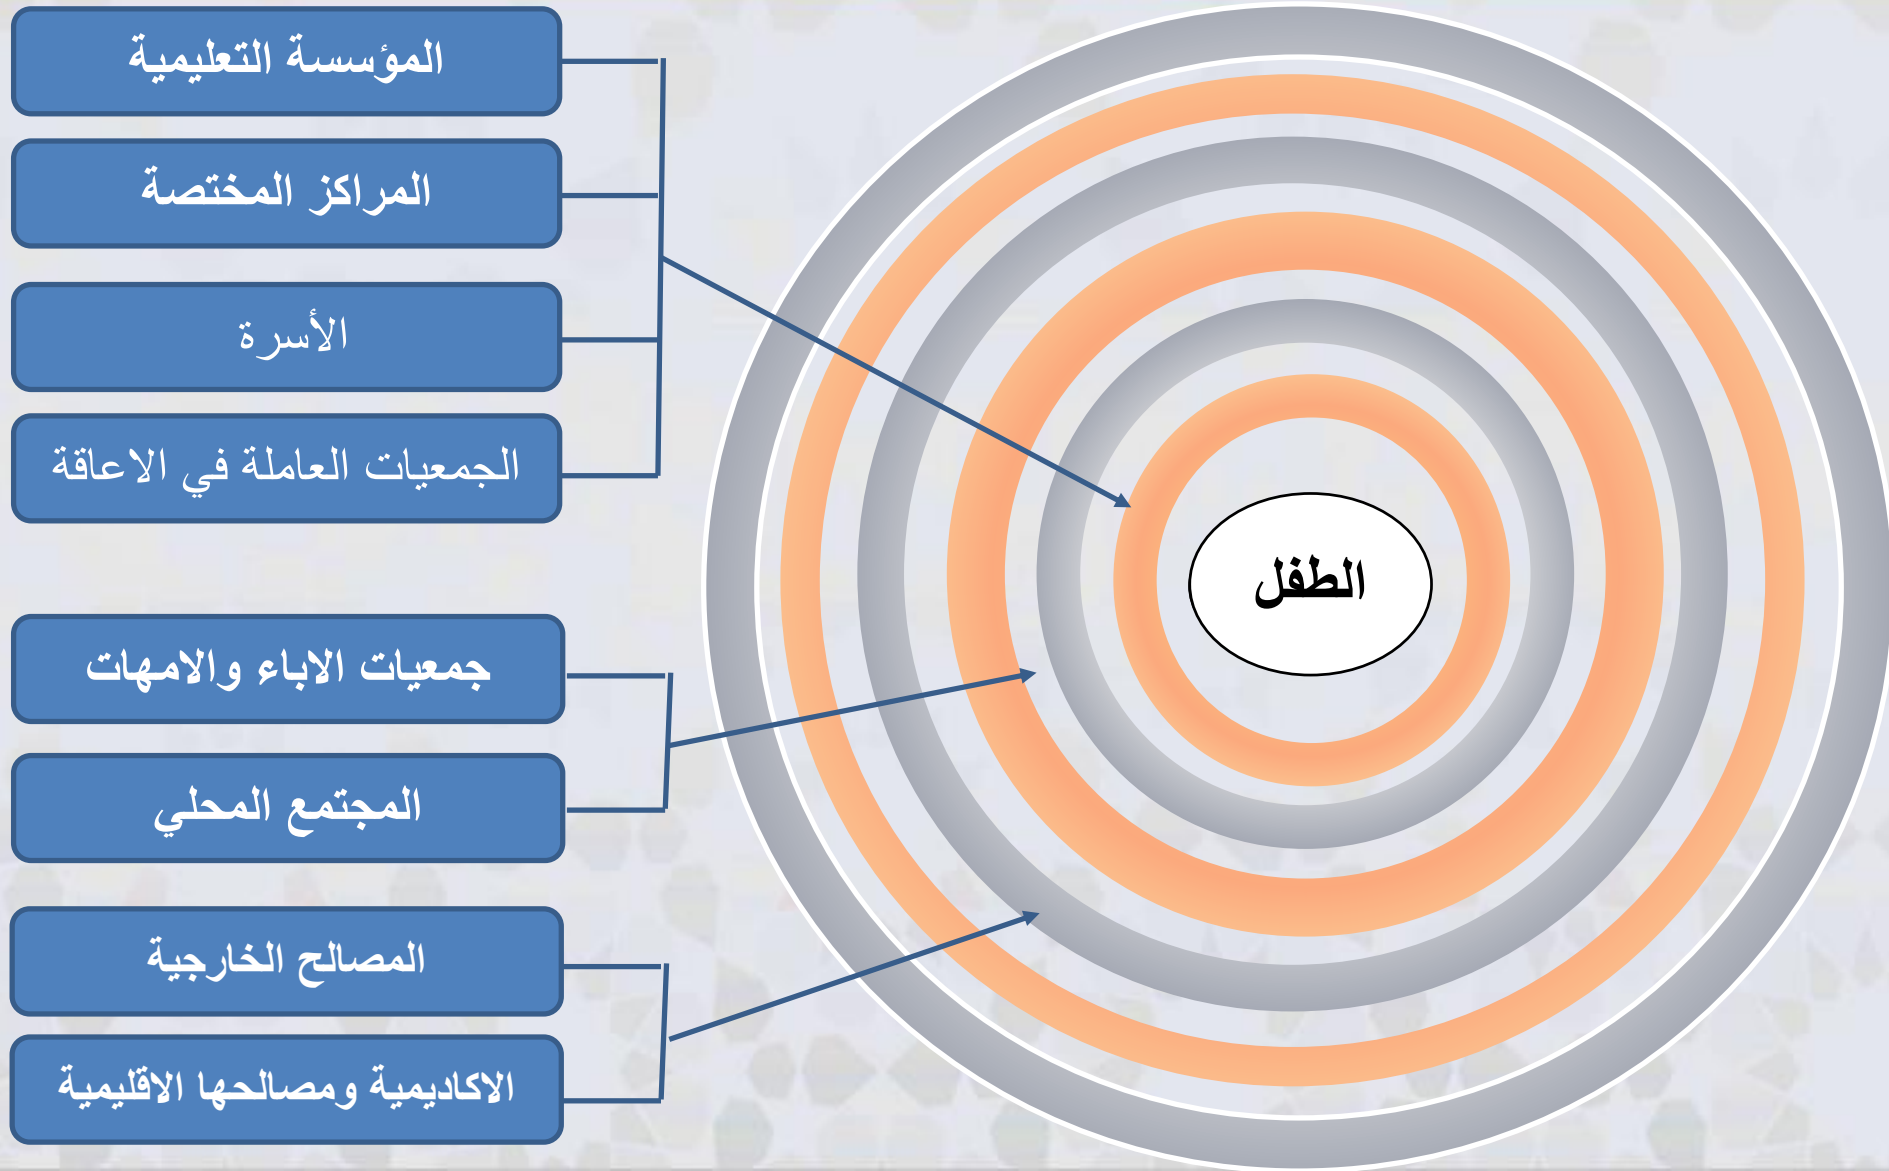 المؤسسة التعليمية
المراكز المختصة
الأسرة
الجمعيات العاملة في الاعاقة
الطفل
جمعيات الاباء والامهات
المجتمع المحلي
المصالح الخارجية
الاكاديمية ومصالحها الاقليمية